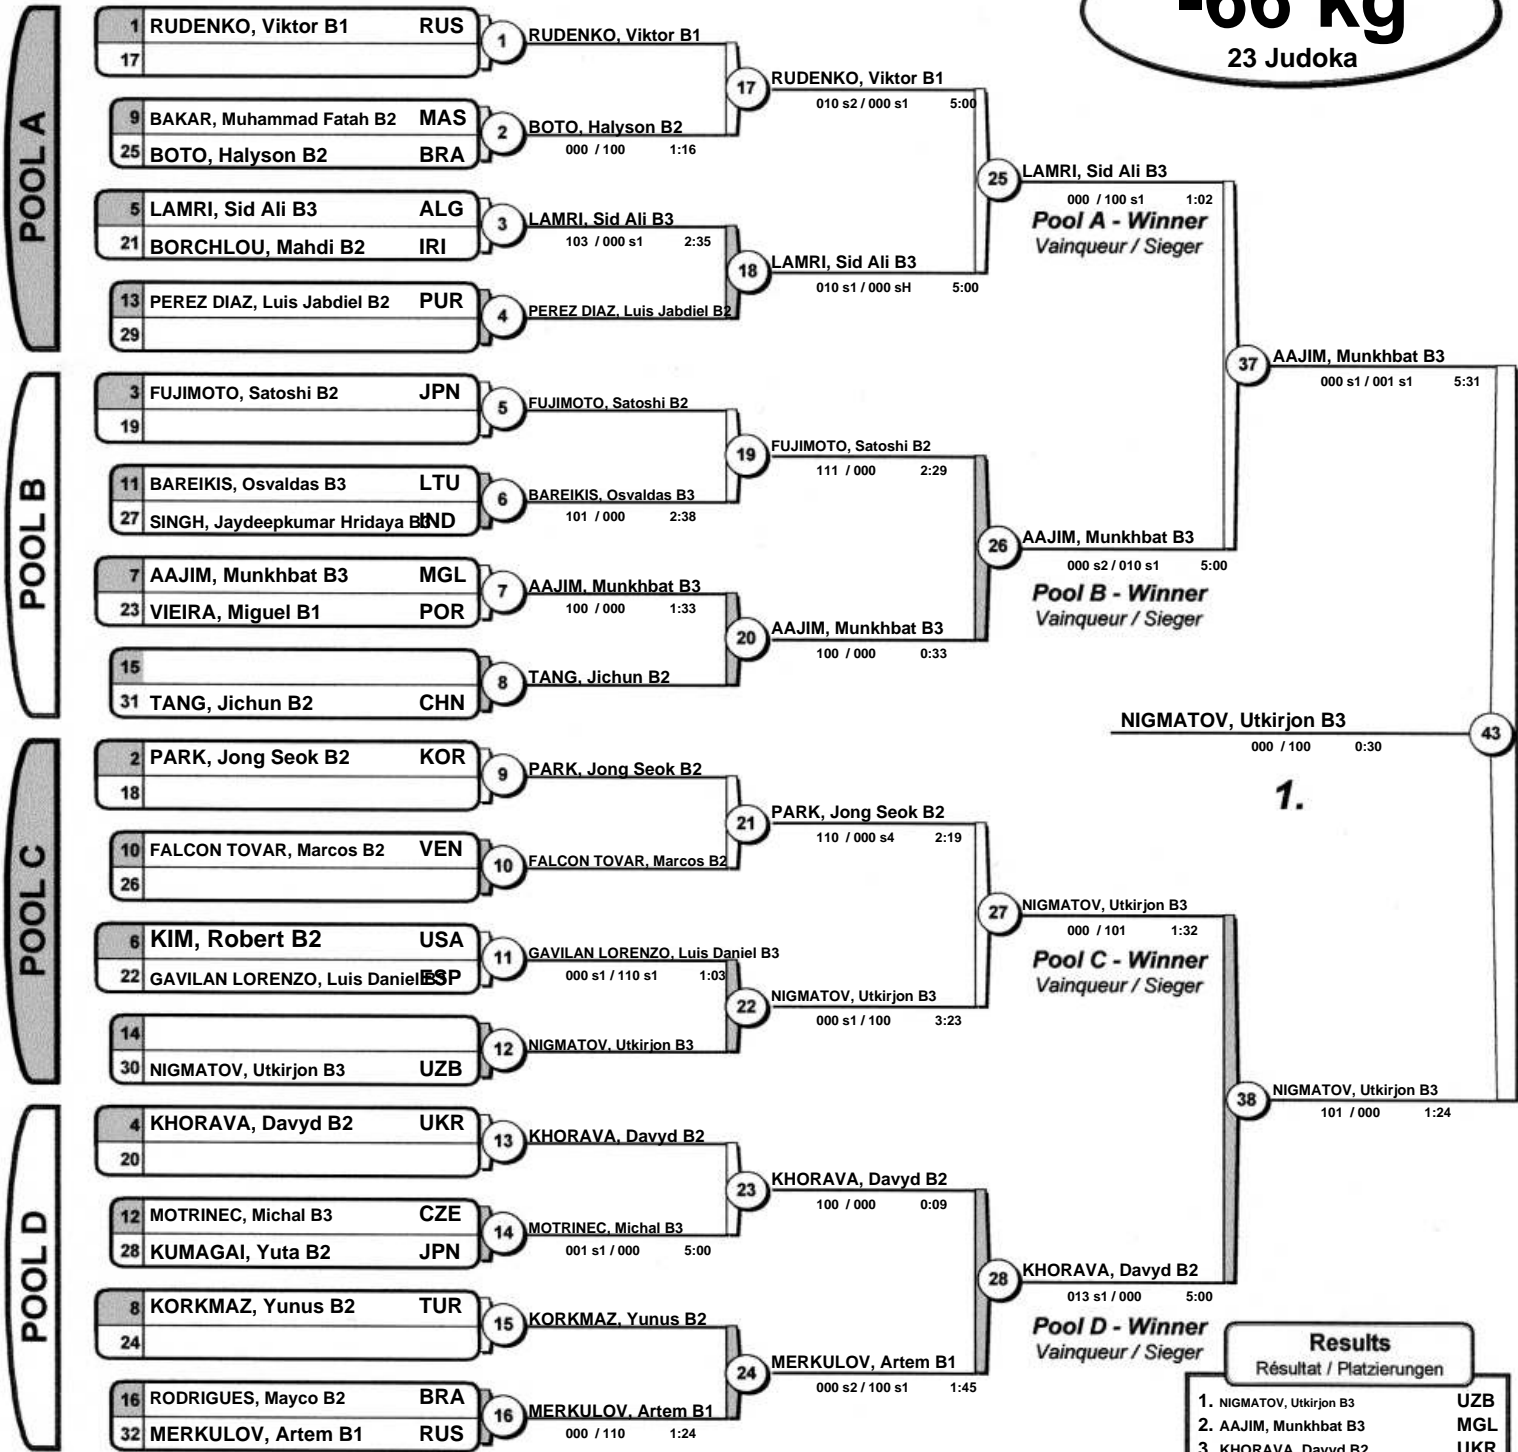 -66 kg
23 Judoka
POOL A
1 RUDENKO, Viktor B1 RUS
17
9 BAKAR, Muhammad Fatah B2 MAS
25 BOTO, Halyson B2 BRA
5 LAMRI, Sid Ali B3 ALG
21 BORCHLOU, Mahdi B2 IRI
13 PEREZ DIAZ, Luis Jabdiel B2 PUR
29
POOL B
3 FUJIMOTO, Satoshi B2 JPN
19
11 BAREIKIS, Osvaldas B3 LTU
27 SINGH, Jaydeepkumar Hridaya B3 IND
7 AAJIM, Munkhbat B3 MGL
23 VIEIRA, Miguel B1 POR
15
31 TANG, Jichun B2 CHN
POOL C
2 PARK, Jong Seok B2 KOR
18
10 FALCON TOVAR, Marcos B2 VEN
26
6 KIM, Robert B2 USA
22 GAVILAN LORENZO, Luis Daniel B3 ESP
14
30 NIGMATOV, Utkirjon B3 UZB
POOL D
4 KHORAVA, Davyd B2 UKR
20
12 MOTRINEC, Michal B3 CZE
28 KUMAGAI, Yuta B2 JPN
8 KORKMAZ, Yunus B2 TUR
24
16 RODRIGUES, Mayco B2 BRA
32 MERKULOV, Artem B1 RUS
1 RUDENKO, Viktor B1
2 BOTO, Halyson B2
000 / 100 1:16
3 LAMRI, Sid Ali B3
103 / 000 s1 2:35
4 PEREZ DIAZ, Luis Jabdiel B2
5 FUJIMOTO, Satoshi B2
6 BAREIKIS, Osvaldas B3
101 / 000 2:38
7 AAJIM, Munkhbat B3
100 / 000 1:33
8 TANG, Jichun B2
9 PARK, Jong Seok B2
10 FALCON TOVAR, Marcos B2
11 GAVILAN LORENZO, Luis Daniel B3
000 s1 / 110 s1 1:03
12 NIGMATOV, Utkirjon B3
13 KHORAVA, Davyd B2
14 MOTRINEC, Michal B3
001 s1 / 000 5:00
15 KORKMAZ, Yunus B2
16 MERKULOV, Artem B1
000 / 110 1:24
17 RUDENKO, Viktor B1
010 s2 / 000 s1 5:00
18 LAMRI, Sid Ali B3
010 s1 / 000 sH 5:00
19 FUJIMOTO, Satoshi B2
111 / 000 2:29
20 AAJIM, Munkhbat B3
100 / 000 0:33
21 PARK, Jong Seok B2
110 / 000 s4 2:19
22 NIGMATOV, Utkirjon B3
000 s1 / 100 3:23
23 KHORAVA, Davyd B2
100 / 000 0:09
24 MERKULOV, Artem B1
000 s2 / 100 s1 1:45
25 LAMRI, Sid Ali B3
000 / 100 s1 1:02
Pool A - Winner
Vainqueur / Sieger
26 AAJIM, Munkhbat B3
000 s2 / 010 s1 5:00
Pool B - Winner
Vainqueur / Sieger
27 NIGMATOV, Utkirjon B3
000 / 101 1:32
Pool C - Winner
Vainqueur / Sieger
28 KHORAVA, Davyd B2
013 s1 / 000 5:00
Pool D - Winner
Vainqueur / Sieger
37 AAJIM, Munkhbat B3
000 s1 / 001 s1 5:31
38 NIGMATOV, Utkirjon B3
101 / 000 1:24
NIGMATOV, Utkirjon B3 43
000 / 100 0:30
1.
Results
Résultat / Platzierungen
1. NIGMATOV, Utkirjon B3 UZB
2. AAJIM, Munkhbat B3 MGL
3. KHORAVA, Davyd B2 UKR